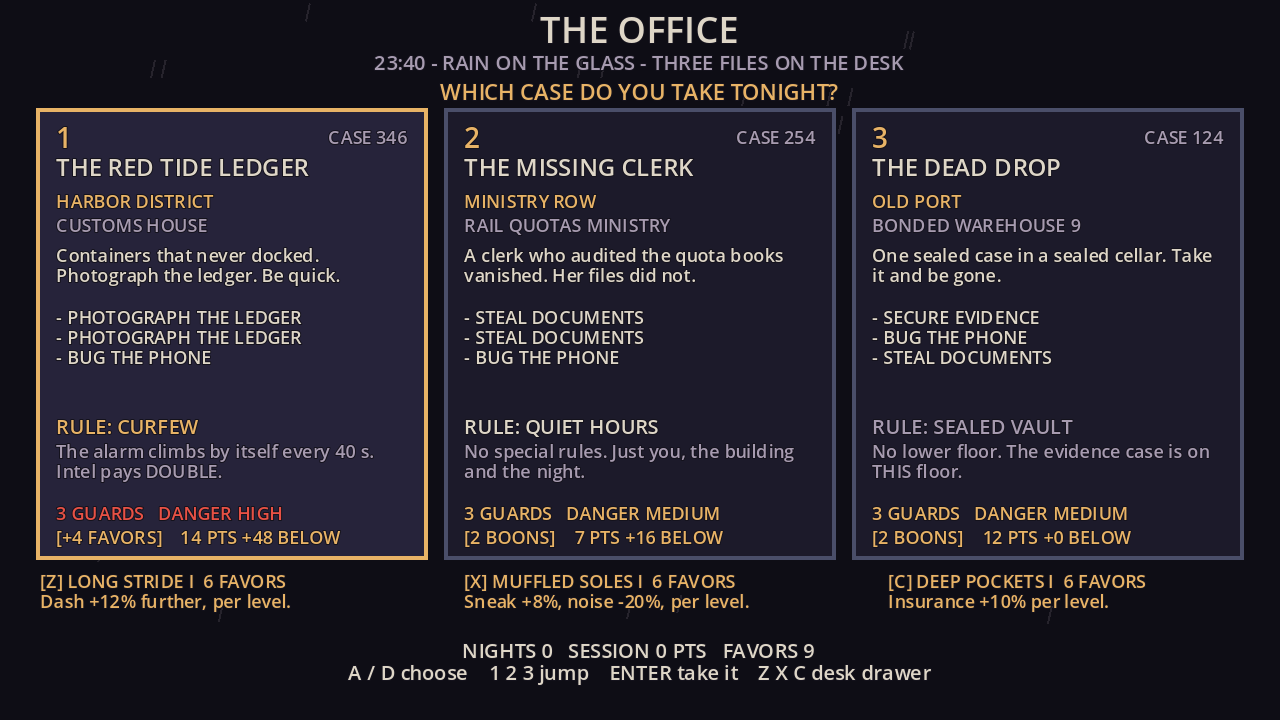 THE OFFICE
23:40 - RAIN ON THE GLASS - THREE FILES ON THE DESK
WHICH CASE DO YOU TAKE TONIGHT?
1 CASE 346
THE RED TIDE LEDGER
HARBOR DISTRICT
CUSTOMS HOUSE
Containers that never docked.
Photograph the ledger. Be quick.
- PHOTOGRAPH THE LEDGER
- PHOTOGRAPH THE LEDGER
- BUG THE PHONE
RULE: CURFEW
The alarm climbs by itself every 40 s.
Intel pays DOUBLE.
3 GUARDS DANGER HIGH
[+4 FAVORS] 14 PTS +48 BELOW
2 CASE 254
THE MISSING CLERK
MINISTRY ROW
RAIL QUOTAS MINISTRY
A clerk who audited the quota books
vanished. Her files did not.
- STEAL DOCUMENTS
- STEAL DOCUMENTS
- BUG THE PHONE
RULE: QUIET HOURS
No special rules. Just you, the building
and the night.
3 GUARDS DANGER MEDIUM
[2 BOONS] 7 PTS +16 BELOW
3 CASE 124
THE DEAD DROP
OLD PORT
BONDED WAREHOUSE 9
One sealed case in a sealed cellar. Take
it and be gone.
- SECURE EVIDENCE
- BUG THE PHONE
- STEAL DOCUMENTS
RULE: SEALED VAULT
No lower floor. The evidence case is on
THIS floor.
3 GUARDS DANGER MEDIUM
[2 BOONS] 12 PTS +0 BELOW
[Z] LONG STRIDE I 6 FAVORS
Dash +12% further, per level.
[X] MUFFLED SOLES I 6 FAVORS
Sneak +8%, noise -20%, per level.
[C] DEEP POCKETS I 6 FAVORS
Insurance +10% per level.
NIGHTS 0 SESSION 0 PTS FAVORS 9
A / D choose 1 2 3 jump ENTER take it Z X C desk drawer